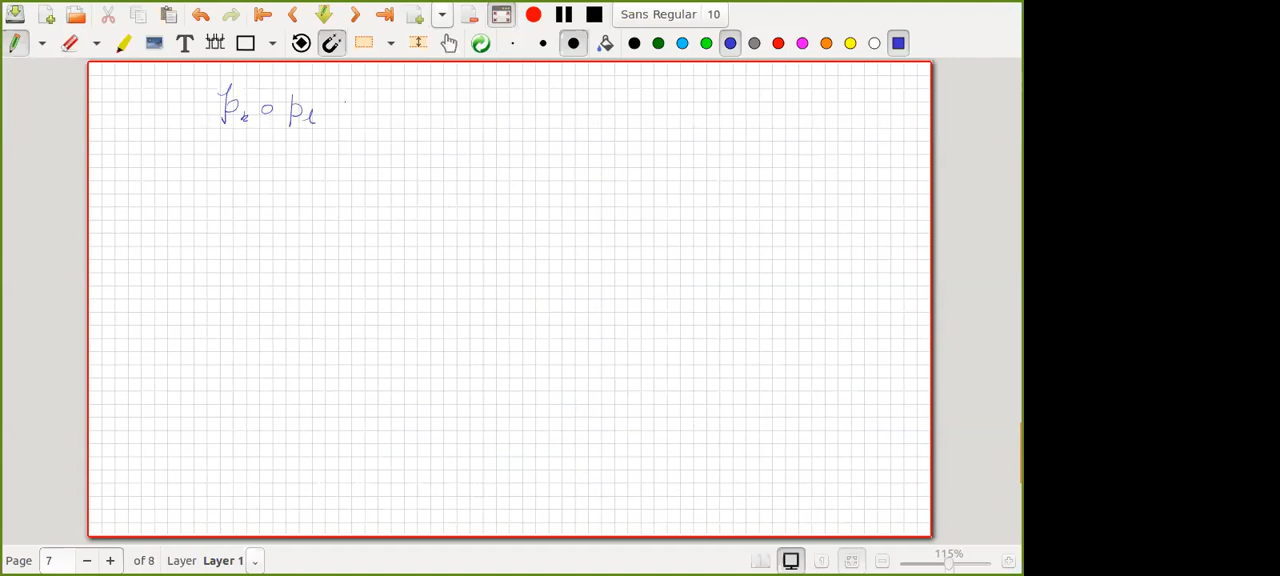 Sans Regular 10
pₖ ∘ pₗ
Page 7 of 8 Layer Layer 1 115%